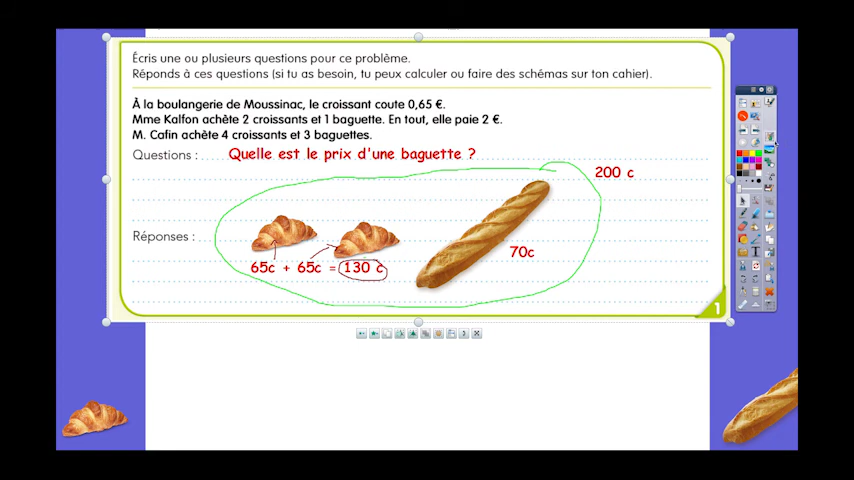 Écris une ou plusieurs questions pour ce problème.
Réponds à ces questions (si tu as besoin, tu peux calculer ou faire des schémas sur ton cahier).
À la boulangerie de Moussinac, le croissant coute 0,65 €.
Mme Kalfon achète 2 croissants et 1 baguette. En tout, elle paie 2 €.
M. Cafin achète 4 croissants et 3 baguettes.
Questions : Quelle est le prix d'une baguette ?
200 c
Réponses :
70c
65c + 65c = 130 c
1